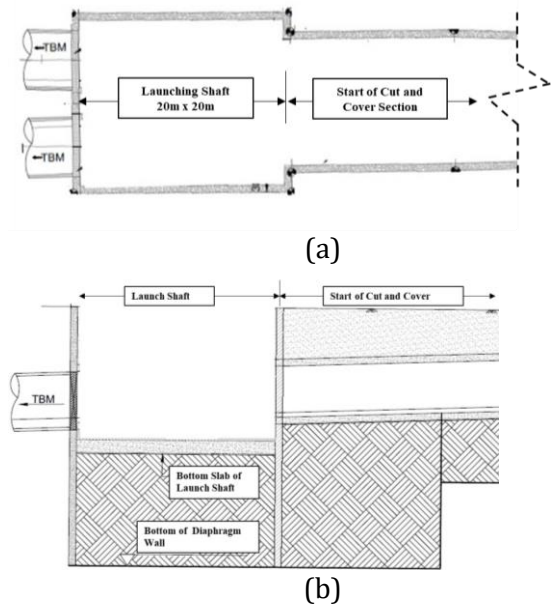 TBM
Launching Shaft
20m x 20m
Start of Cut and
Cover Section
TBM
(a)
Launch Shaft
Start of Cut and Cover
TBM
Bottom Slab of
Launch Shaft
Bottom of Diaphragm
Wall
(b)